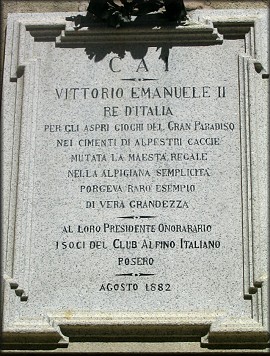 C A I
VITTORIO EMANUELE II
RE D'ITALIA
PER GLI ASPRI GIOCHI DEL GRAN PARADISO
NEI CIMENTI DI ALPESTRI CACCIE
MUTATA LA MAESTÀ REGALE
NELLA ALPIGIANA SEMPLICITÀ
PORGEVA RARO ESEMPIO
DI VERA GRANDEZZA
AL LORO PRESIDENTE ONORARARIO
I SOCI DEL CLUB ALPINO ITALIANO
POSERO
AGOSTO 1882